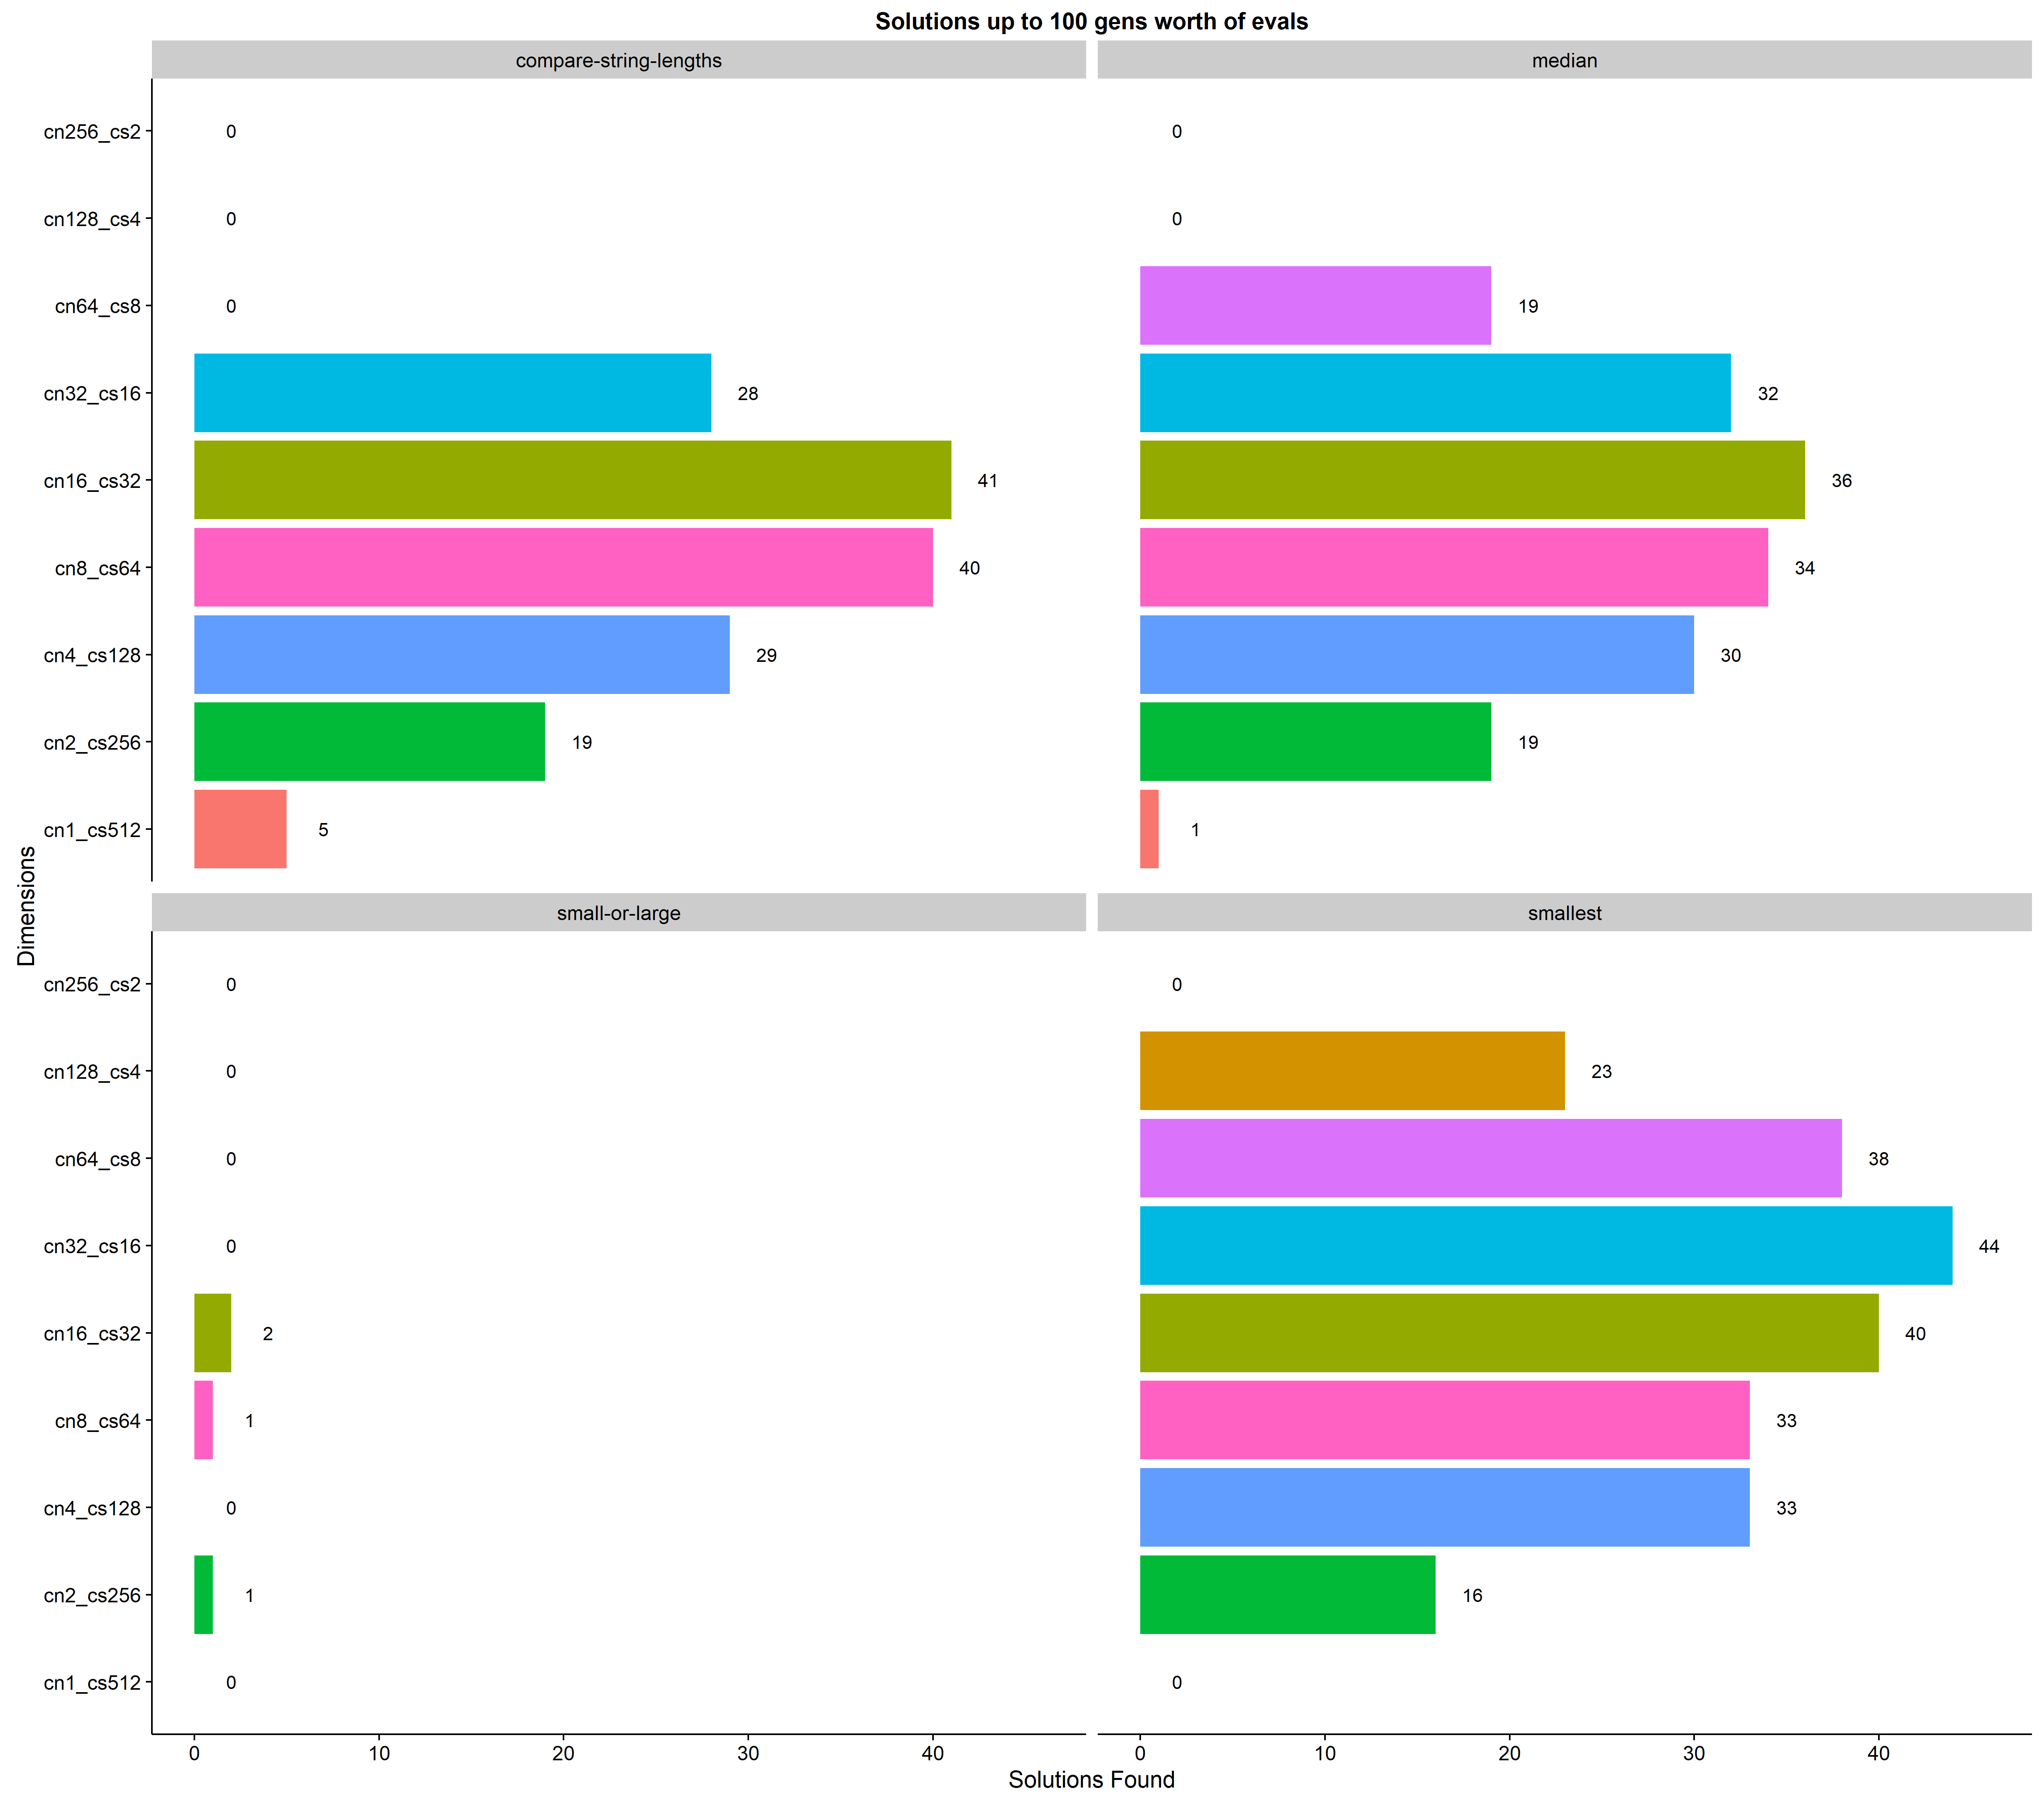 Solutions up to 100 gens worth of evals
compare-string-lengths
median
cn256_cs2 0 0
cn128_cs4 0 0
cn64_cs8 0 19
cn32_cs16 28 32
cn16_cs32 41 36
cn8_cs64 40 34
cn4_cs128 29 30
cn2_cs256 19 19
cn1_cs512 5 1
Dimensions
small-or-large
smallest
cn256_cs2 0 0
cn128_cs4 0 23
cn64_cs8 0 38
cn32_cs16 0 44
cn16_cs32 2 40
cn8_cs64 1 33
cn4_cs128 0 33
cn2_cs256 1 16
cn1_cs512 0 0
0 10 20 30 40 0 10 20 30 40
Solutions Found